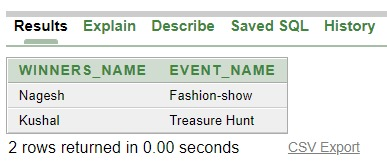 Results Explain Describe Saved SQL History
WINNERS_NAME EVENT_NAME
Nagesh Fashion-show
Kushal Treasure Hunt
2 rows returned in 0.00 seconds CSV Export